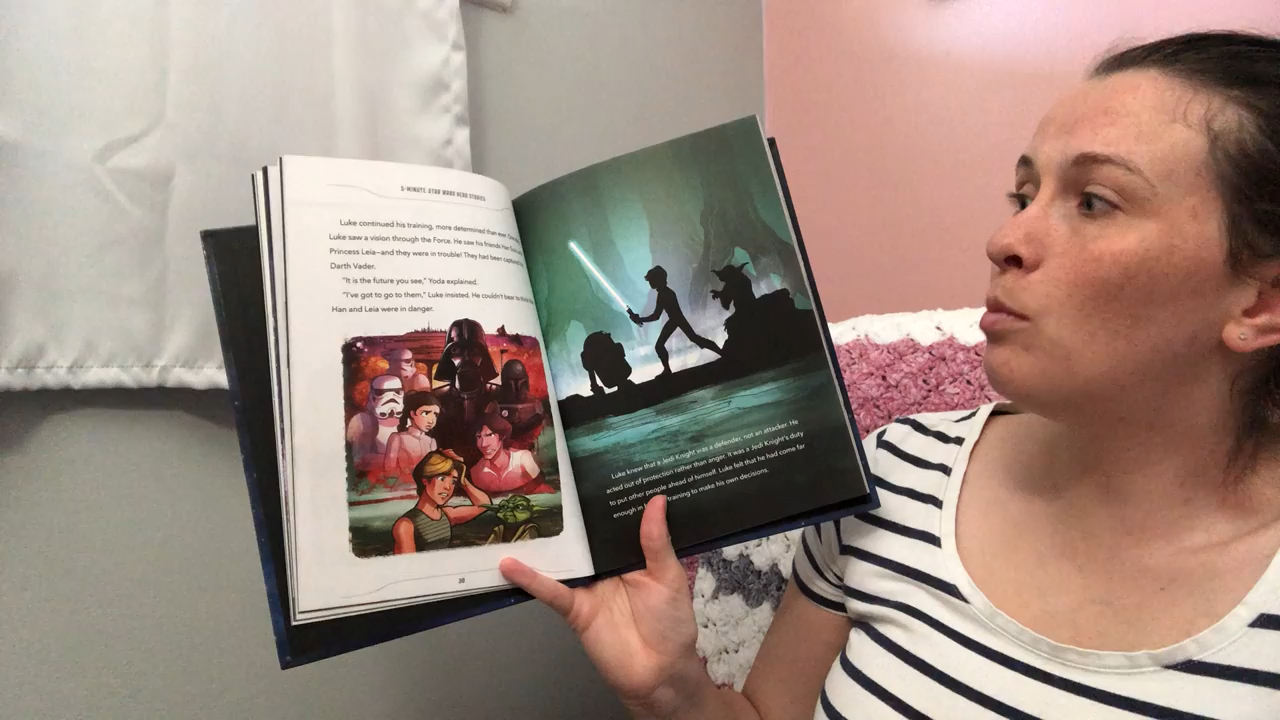 5-MINUTE STAR WARS HERO STORIES
Luke continued his training, more determined than ever.
Luke saw a vision through the Force. He saw his friends Han
Princess Leia—and they were in trouble! They had been captured
Darth Vader.
"It is the future you see," Yoda explained.
"I've got to go to them," Luke insisted. He couldn't bear to
Han and Leia were in danger.
20
Luke knew that a Jedi Knight was a defender, not an attacker. He
acted out of protection rather than anger. It was a Jedi Knight's duty
to put other people ahead of himself. Luke felt that he had come far
enough in training to make his own decisions.